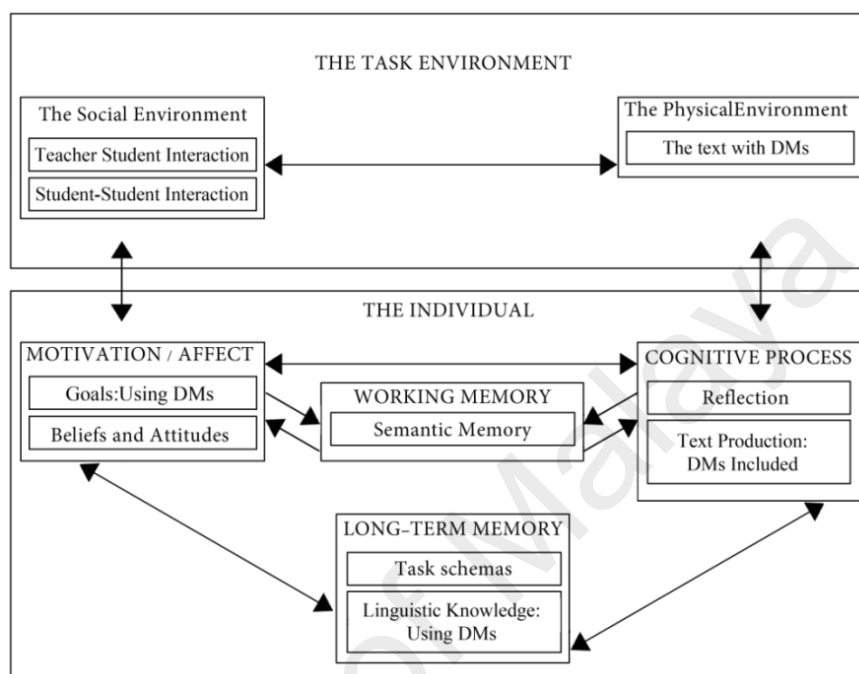 THE TASK ENVIRONMENT
The Social Environment
Teacher Student Interaction
Student-Student Interaction
The PhysicalEnvironment
The text with DMs
THE INDIVIDUAL
MOTIVATION / AFFECT
Goals:Using DMs
Beliefs and Attitudes
WORKING MEMORY
Semantic Memory
COGNITIVE PROCESS
Reflection
Text Production:
DMs Included
LONG-TERM MEMORY
Task schemas
Linguistic Knowledge:
Using DMs
of Malaya